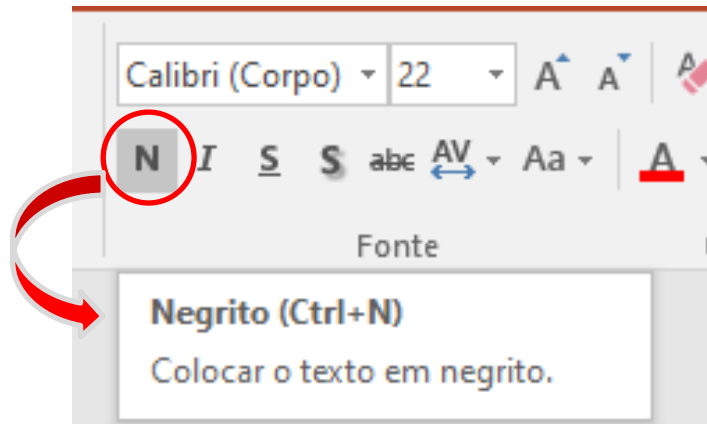 Calibri (Corpo) 22 A A A
N I S S abc AV Aa A
Fonte
Negrito (Ctrl+N)
Colocar o texto em negrito.